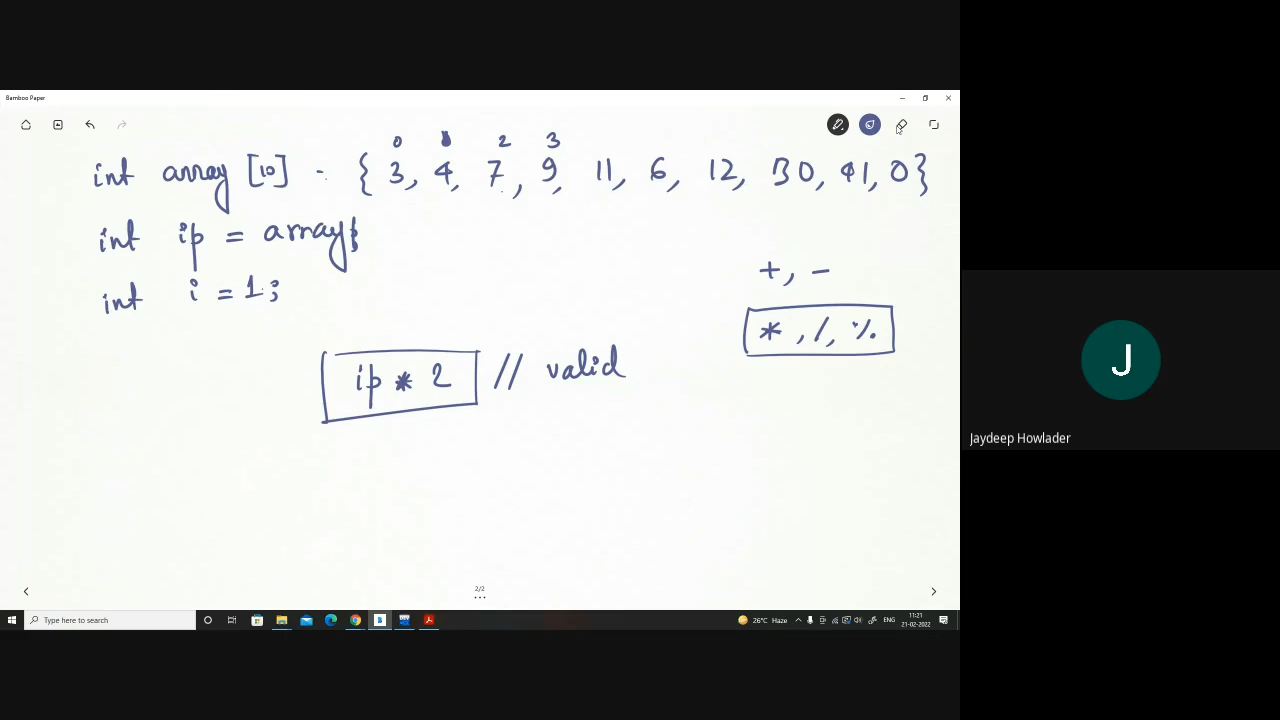 Bamboo Paper
0 1 2 3
int array [10] - { 3, 4, 7, 9, 11, 6, 12, 30, 41, 0 }
int ip = array;
int i = 1;
+, -
*, /, %
ip * 2 // valid
J
Jaydeep Howlader
2/2
Type here to search
26°C Haze
ENG
11:21
21-02-2022